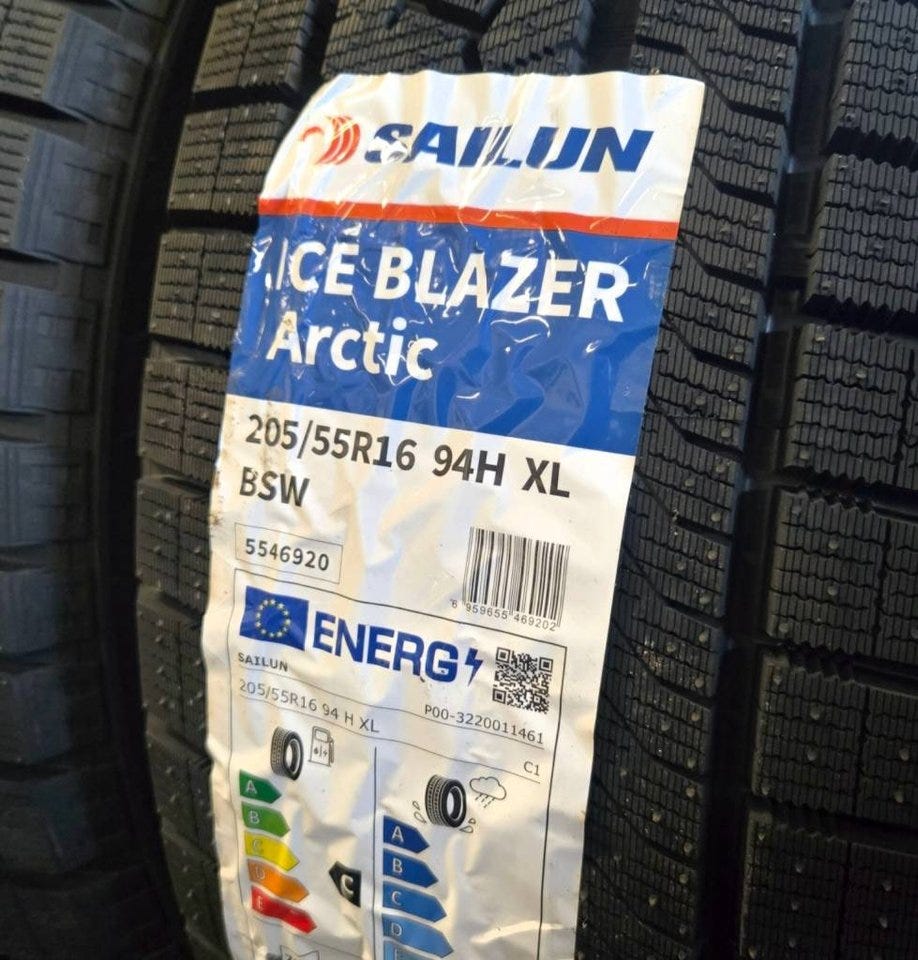 SAILUN
ICE BLAZER
Arctic
205/55R16 94H XL
BSW
5546920
6 959655 469202
ENERG
SAILUN
P00-3220011461
205/55R16 94 H XL
C1
A
B
C
D
E
C
A
B
C
D
E